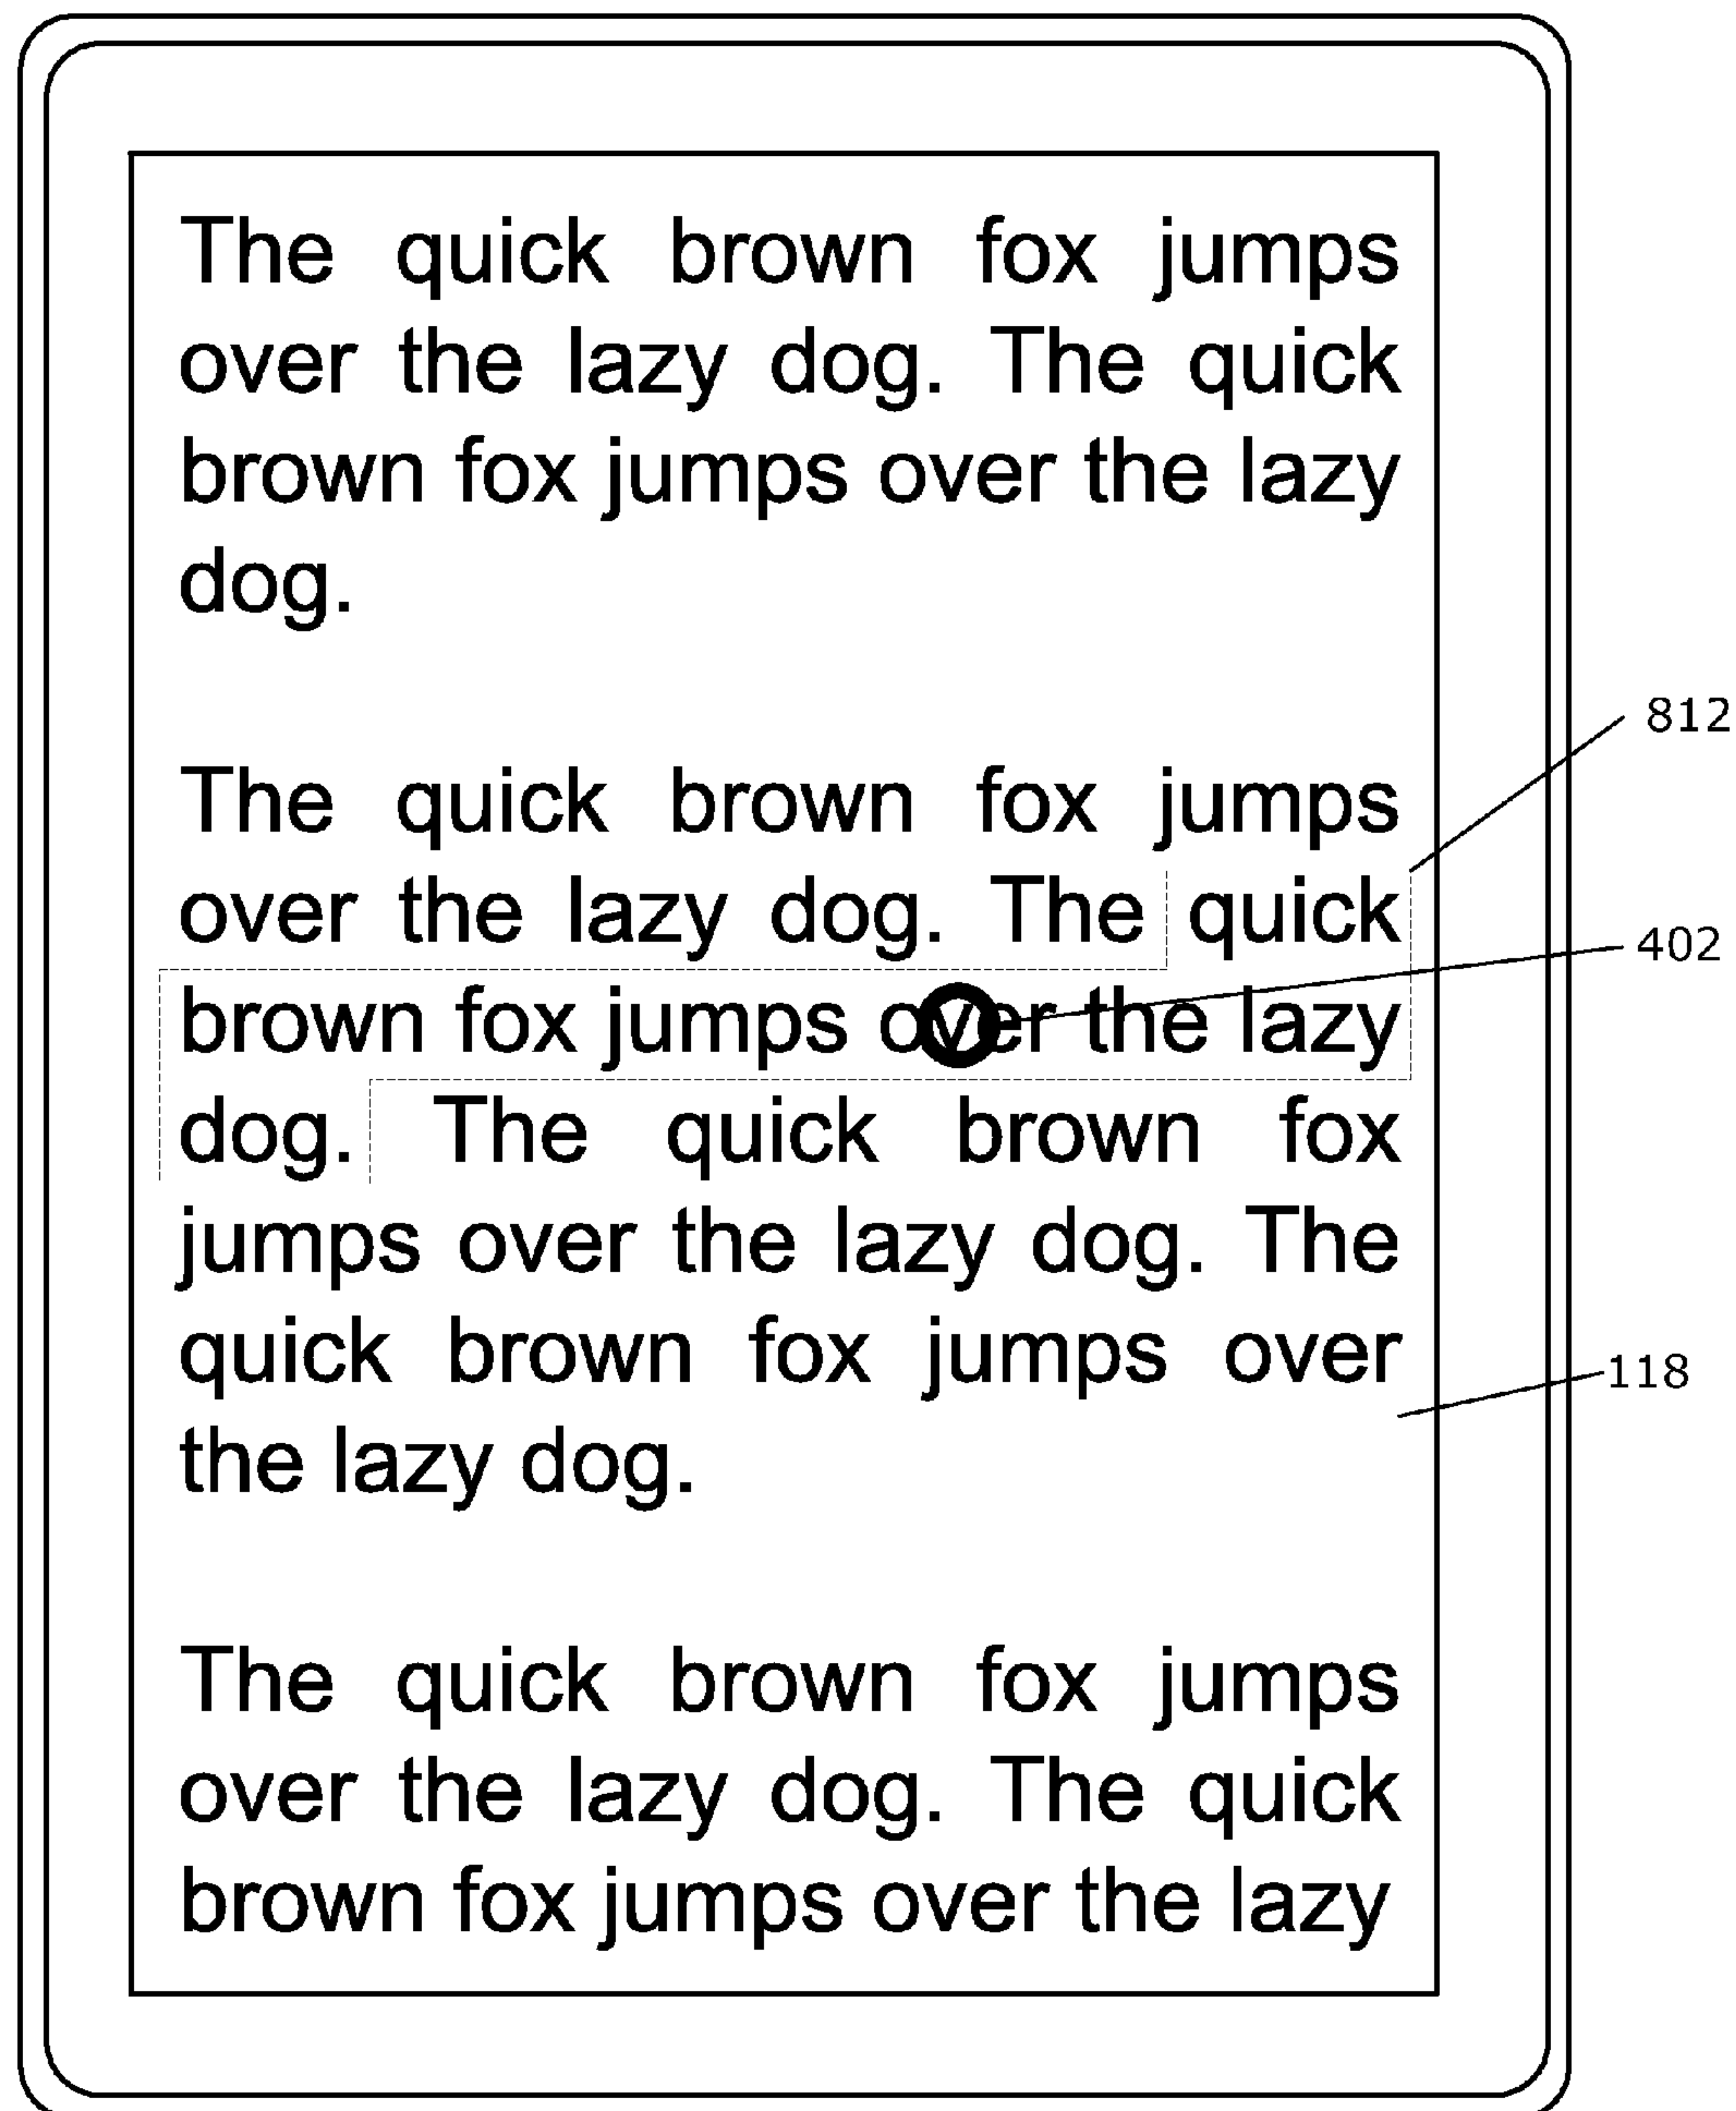 The quick brown fox jumps
over the lazy dog. The quick
brown fox jumps over the lazy
dog.
The quick brown fox jumps
over the lazy dog. The quick
brown fox jumps over the lazy
dog. The quick brown fox
jumps over the lazy dog. The
quick brown fox jumps over
the lazy dog.
The quick brown fox jumps
over the lazy dog. The quick
brown fox jumps over the lazy
812
402
118